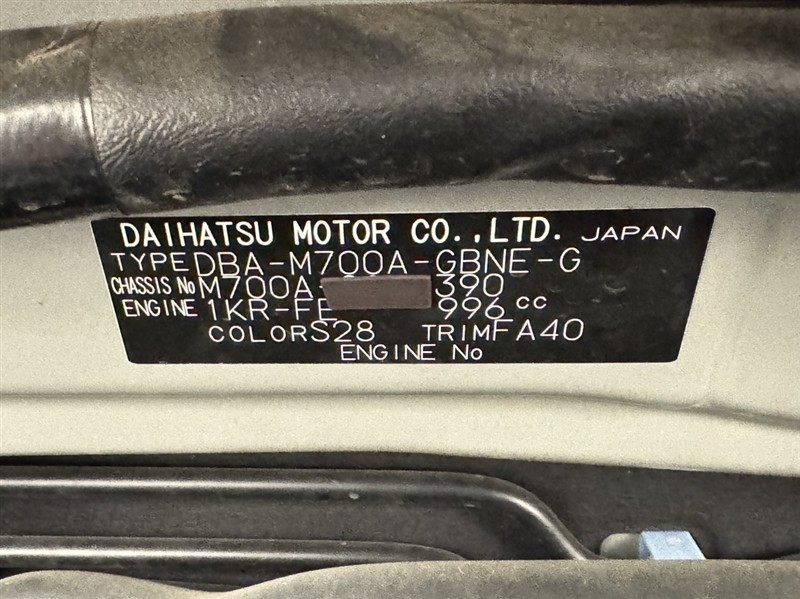 DAIHATSU MOTOR CO.,LTD. JAPAN
TYPE DBA-M700A-GBNE-G
CHASSIS No M700A- 390
ENGINE 1KR-FE 996 cc
COLOR S28 TRIM FA40
ENGINE No